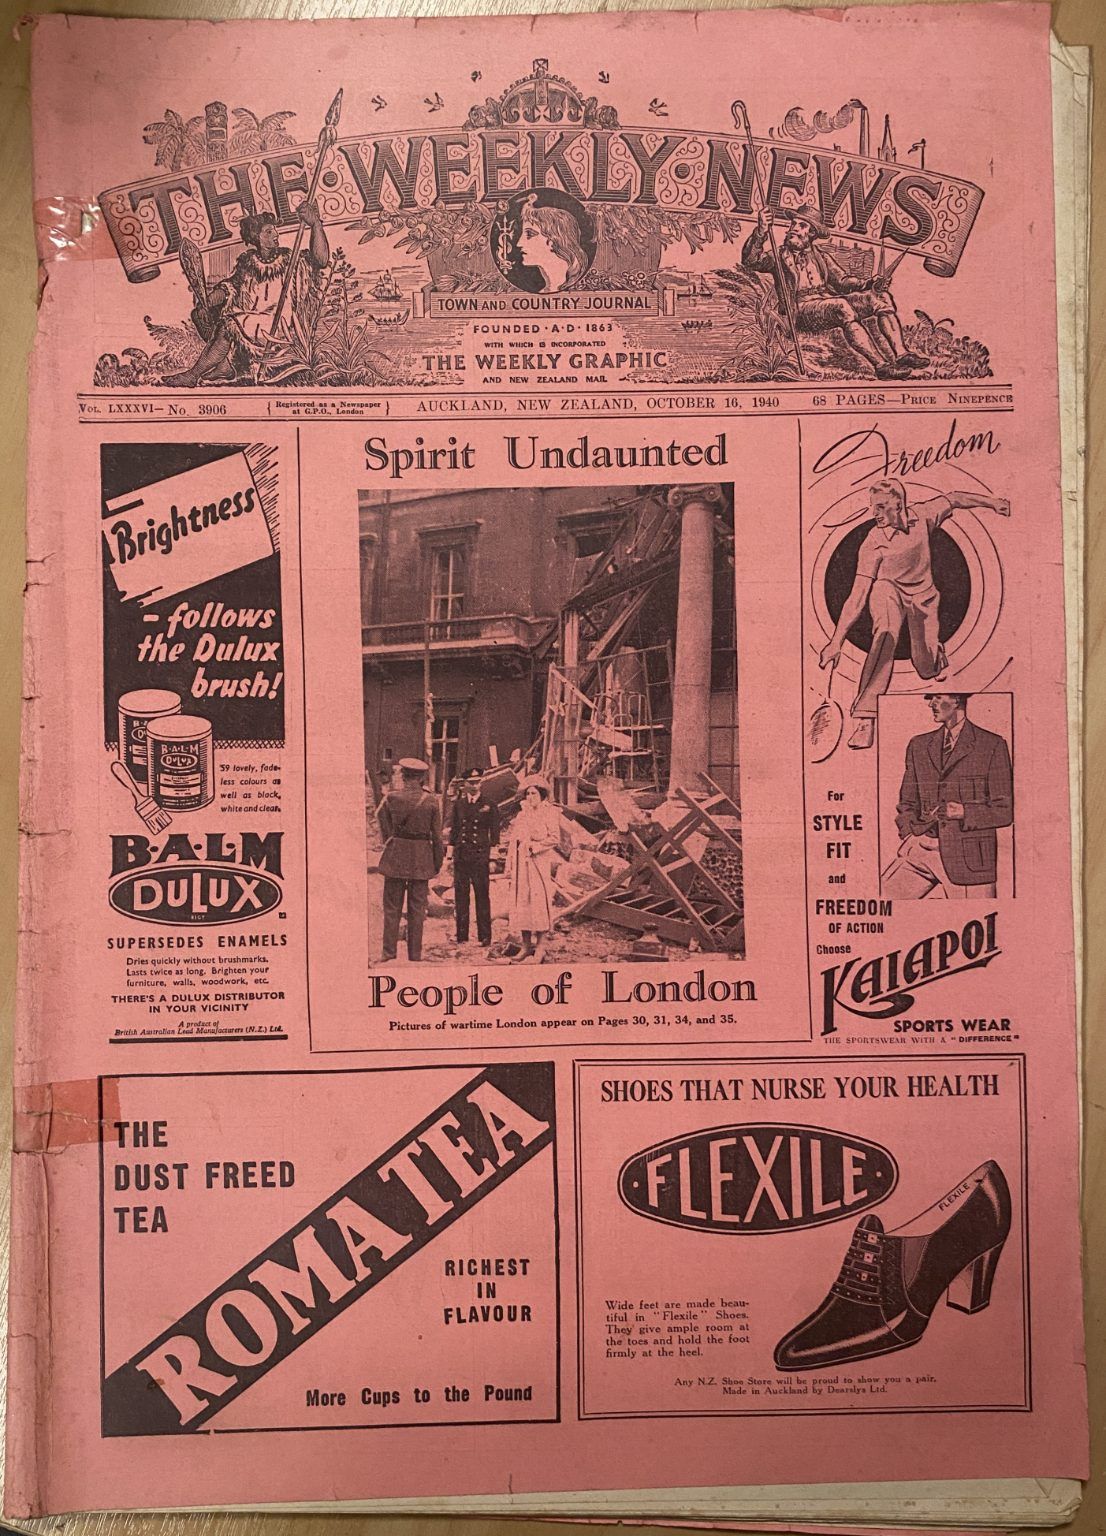 THE · WEEKLY · NEWS
TOWN AND COUNTRY JOURNAL
FOUNDED · A.D · 1863
WITH WHICH IS INCORPORATED
THE WEEKLY GRAPHIC
AND NEW ZEALAND MAIL
VOL. LXXXVI— No. 3906
Registered as a Newspaper
at G.P.O., London
AUCKLAND, NEW ZEALAND, OCTOBER 16, 1940
68 PAGES—PRICE NINEPENCE
Brightness
- follows
the Dulux
brush!
B·A·L·M
DULUX
59 lovely, fade-
less colours as
well as black,
white and clear.
B·A·L·M
DULUX
SUPERSEDES ENAMELS
Dries quickly without brushmarks.
Lasts twice as long. Brighten your
furniture, walls, woodwork, etc.
THERE'S A DULUX DISTRIBUTOR
IN YOUR VICINITY
A product of
British Australian Lead Manufacturers (N.Z.) Ltd.
Spirit Undaunted
People of London
Pictures of wartime London appear on Pages 30, 31, 34, and 35.
Freedom
For
STYLE
FIT
and
FREEDOM
OF ACTION
Choose
KAIAPOI
SPORTS WEAR
THE SPORTSWEAR WITH A "DIFFERENCE"
THE
DUST FREED
TEA
ROMA TEA
RICHEST
IN
FLAVOUR
More Cups to the Pound
SHOES THAT NURSE YOUR HEALTH
FLEXILE
FLEXILE
Wide feet are made beau-
tiful in "Flexile" Shoes.
They give ample room at
the toes and hold the foot
firmly at the heel.
Any N.Z. Shoe Store will be proud to show you a pair.
Made in Auckland by Dearslys Ltd.